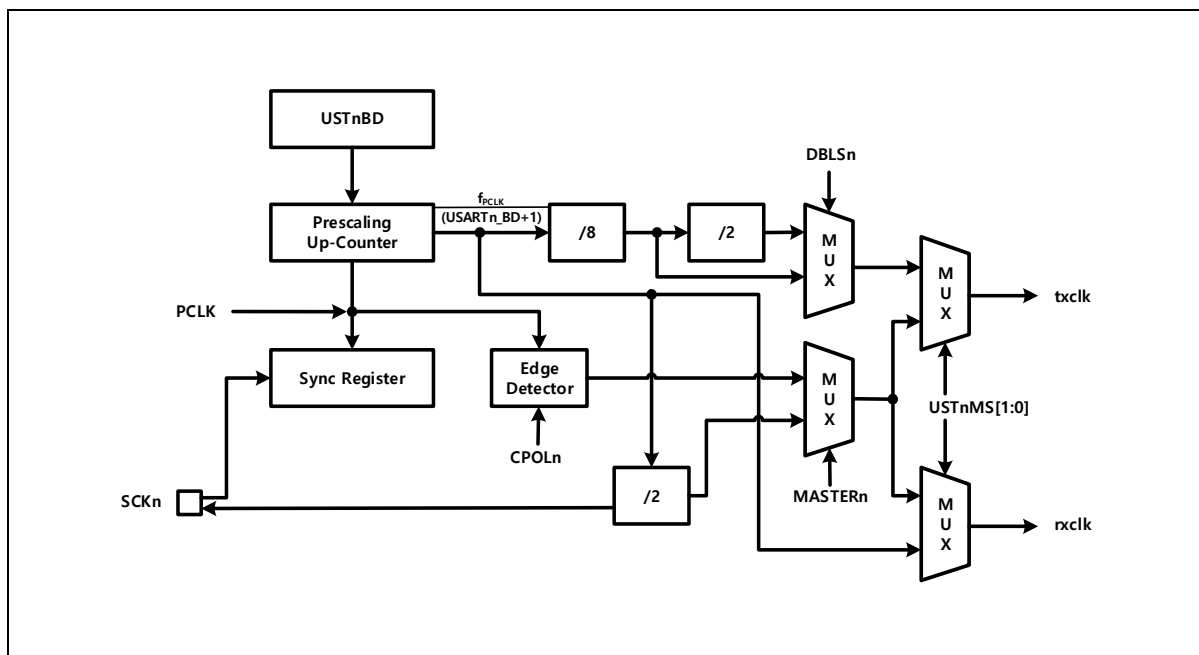 USTnBD
DBLSn
fPCLK
(USARTn_BD+1)
Prescaling
Up-Counter
/8
/2
M
U
X
M
U
X
txclk
PCLK
Sync Register
Edge
Detector
M
U
X
USTnMS[1:0]
CPOLn
MASTERn
SCKn
/2
M
U
X
rxclk